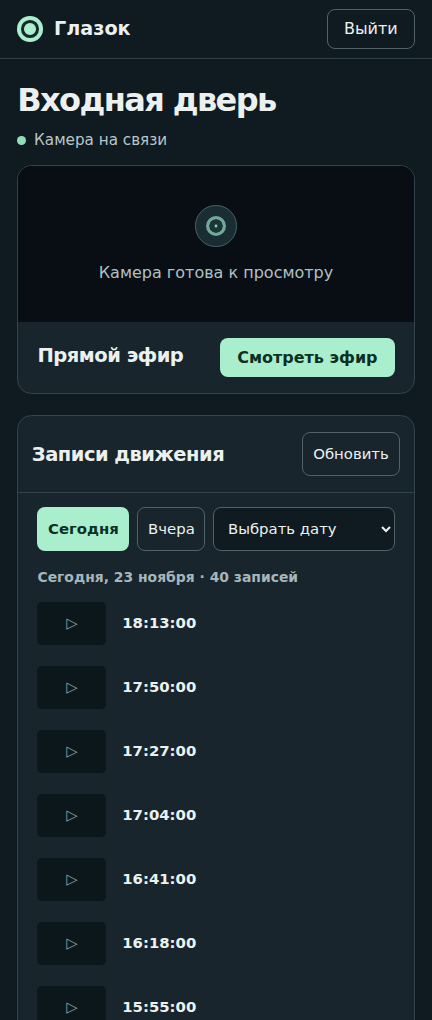 Глазок
Выйти
Входная дверь
Камера на связи
Камера готова к просмотру
Прямой эфир
Смотреть эфир
Записи движения
Обновить
Сегодня
Вчера
Выбрать дату
Сегодня, 23 ноября · 40 записей
18:13:00
17:50:00
17:27:00
17:04:00
16:41:00
16:18:00
15:55:00